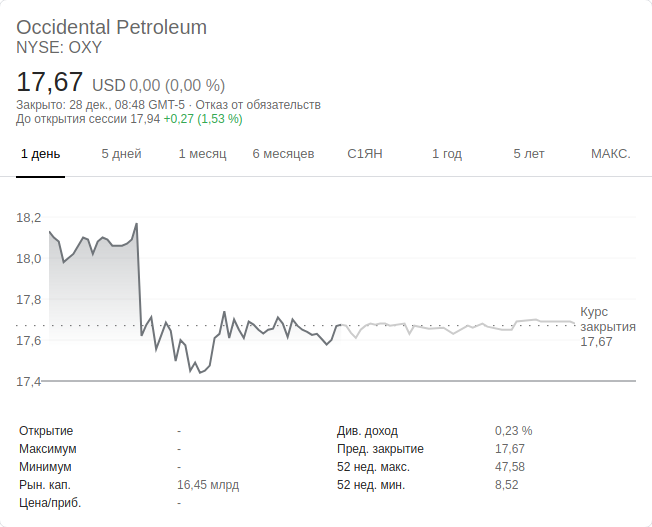 Occidental Petroleum
NYSE: OXY
17,67 USD 0,00 (0,00 %)
Закрыто: 28 дек., 08:48 GMT-5 · Отказ от обязательств
До открытия сессии 17,94 +0,27 (1,53 %)
1 день 5 дней 1 месяц 6 месяцев С1ЯН 1 год 5 лет МАКС.
18,2
18,0
17,8
17,6
17,4
Курс
закрытия
17,67
Открытие - Див. доход 0,23 %
Максимум - Пред. закрытие 17,67
Минимум - 52 нед. макс. 47,58
Рын. кап. 16,45 млрд 52 нед. мин. 8,52
Цена/приб. -